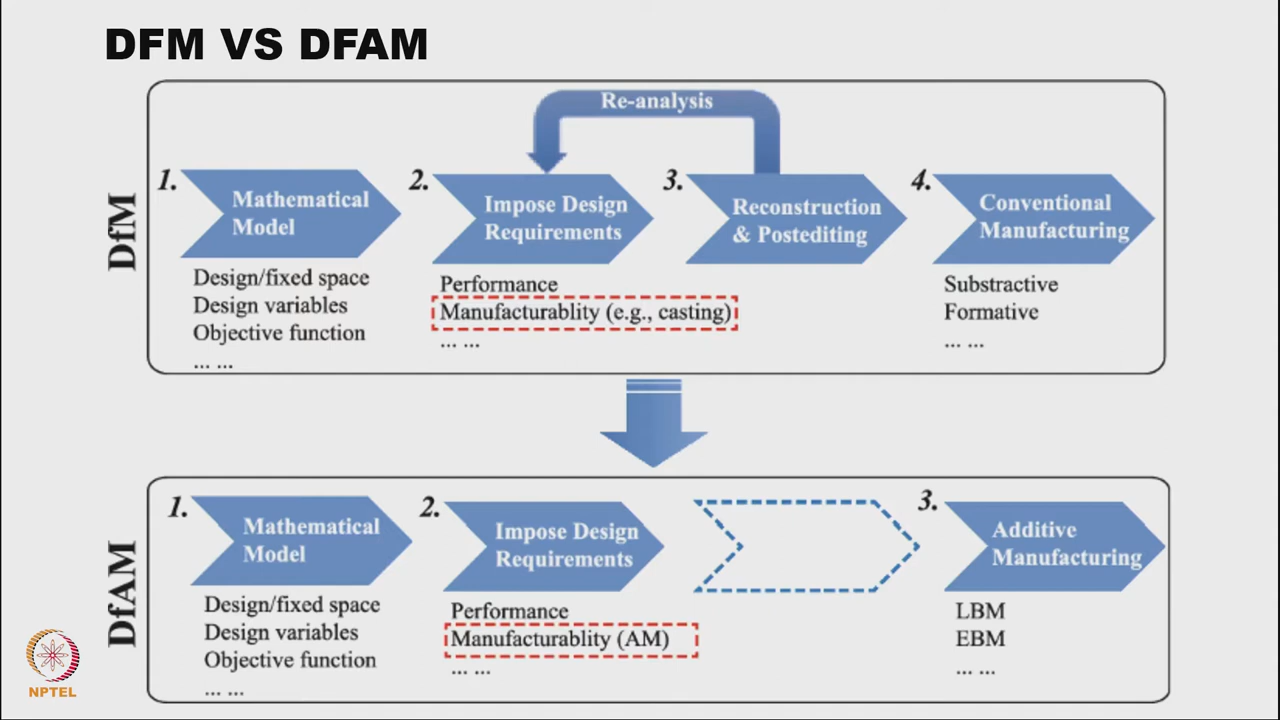 DFM VS DFAM
Re-analysis
DfM
1.
Mathematical
Model
Design/fixed space
Design variables
Objective function
... ...
2.
Impose Design
Requirements
Performance
Manufacturablity (e.g., casting)
... ...
3.
Reconstruction
& Postediting
4.
Conventional
Manufacturing
Substractive
Formative
... ...
DfAM
1.
Mathematical
Model
Design/fixed space
Design variables
Objective function
... ...
2.
Impose Design
Requirements
Performance
Manufacturablity (AM)
... ...
3.
Additive
Manufacturing
LBM
EBM
... ...
NPTEL